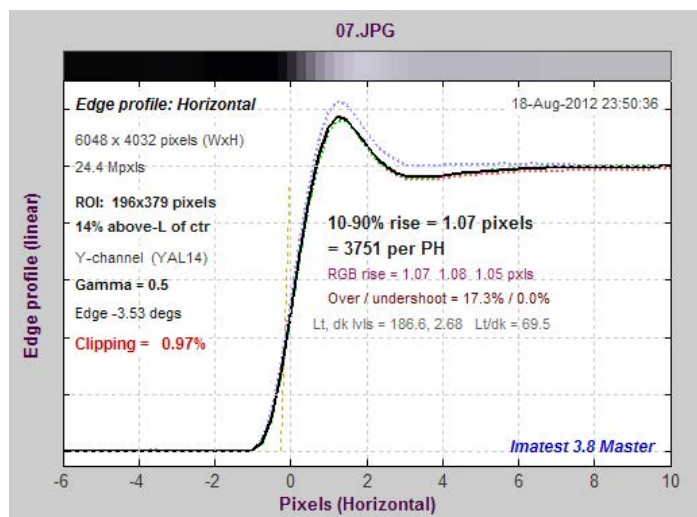 07.JPG
Edge profile: Horizontal
18-Aug-2012 23:50:36
6048 x 4032 pixels (WxH)
24.4 Mpxls
ROI: 196x379 pixels
14% above-L of ctr
Y-channel (YAL14)
Gamma = 0.5
Edge -3.53 degs
Clipping = 0.97%
10-90% rise = 1.07 pixels
= 3751 per PH
RGB rise = 1.07 1.08 1.05 pxls
Over / undershoot = 17.3% / 0.0%
Lt, dk lvls = 186.6, 2.68 Lt/dk = 69.5
Edge profile (linear)
Imatest 3.8 Master
-6 -4 -2 0 2 4 6 8 10
Pixels (Horizontal)